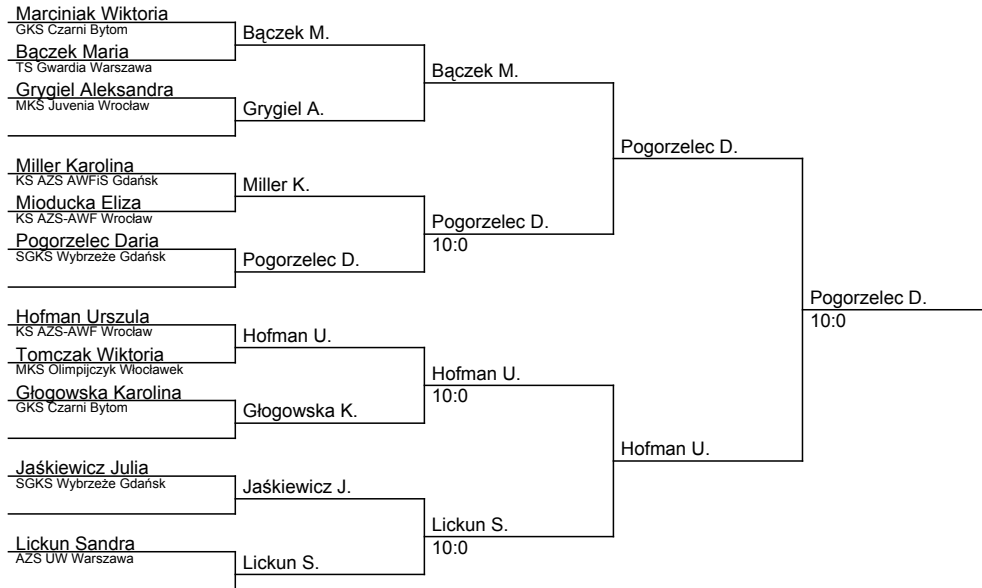 Marciniak Wiktoria
GKS Czarni Bytom
Bączek Maria
TS Gwardia Warszawa
Grygiel Aleksandra
MKS Juvenia Wrocław
Miller Karolina
KS AZS AWFiS Gdańsk
Mioducka Eliza
KS AZS-AWF Wrocław
Pogorzelec Daria
SGKS Wybrzeże Gdańsk
Hofman Urszula
KS AZS-AWF Wrocław
Tomczak Wiktoria
MKS Olimpijczyk Włocławek
Głogowska Karolina
GKS Czarni Bytom
Jaśkiewicz Julia
SGKS Wybrzeże Gdańsk
Lickun Sandra
AZS UW Warszawa
Bączek M.
Grygiel A.
Miller K.
Pogorzelec D.
Hofman U.
Głogowska K.
Jaśkiewicz J.
Lickun S.
Bączek M.
Pogorzelec D.
10:0
Hofman U.
10:0
Lickun S.
10:0
Pogorzelec D.
Hofman U.
Pogorzelec D.
10:0